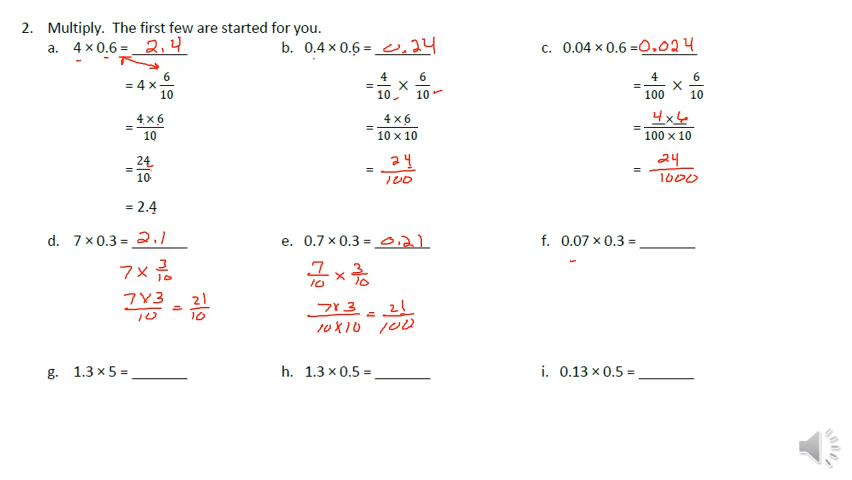 2. Multiply. The first few are started for you.
a. 4 × 0.6 = 2.4
= 4 × 6/10
= 4 × 6/10
= 24/10
= 2.4
b. 0.4 × 0.6 = 0.24
= 4/10 × 6/10
= 4 × 6/10 × 10
= 24/100
c. 0.04 × 0.6 = 0.024
= 4/100 × 6/10
= 4 × 6/100 × 10
= 24/1000
d. 7 × 0.3 = 2.1
7 × 3/10
7 × 3/10 = 21/10
e. 0.7 × 0.3 = 0.21
7/10 × 3/10
7 × 3/10 × 10 = 21/100
f. 0.07 × 0.3 = ________
g. 1.3 × 5 = ________
h. 1.3 × 0.5 = ________
i. 0.13 × 0.5 = ________